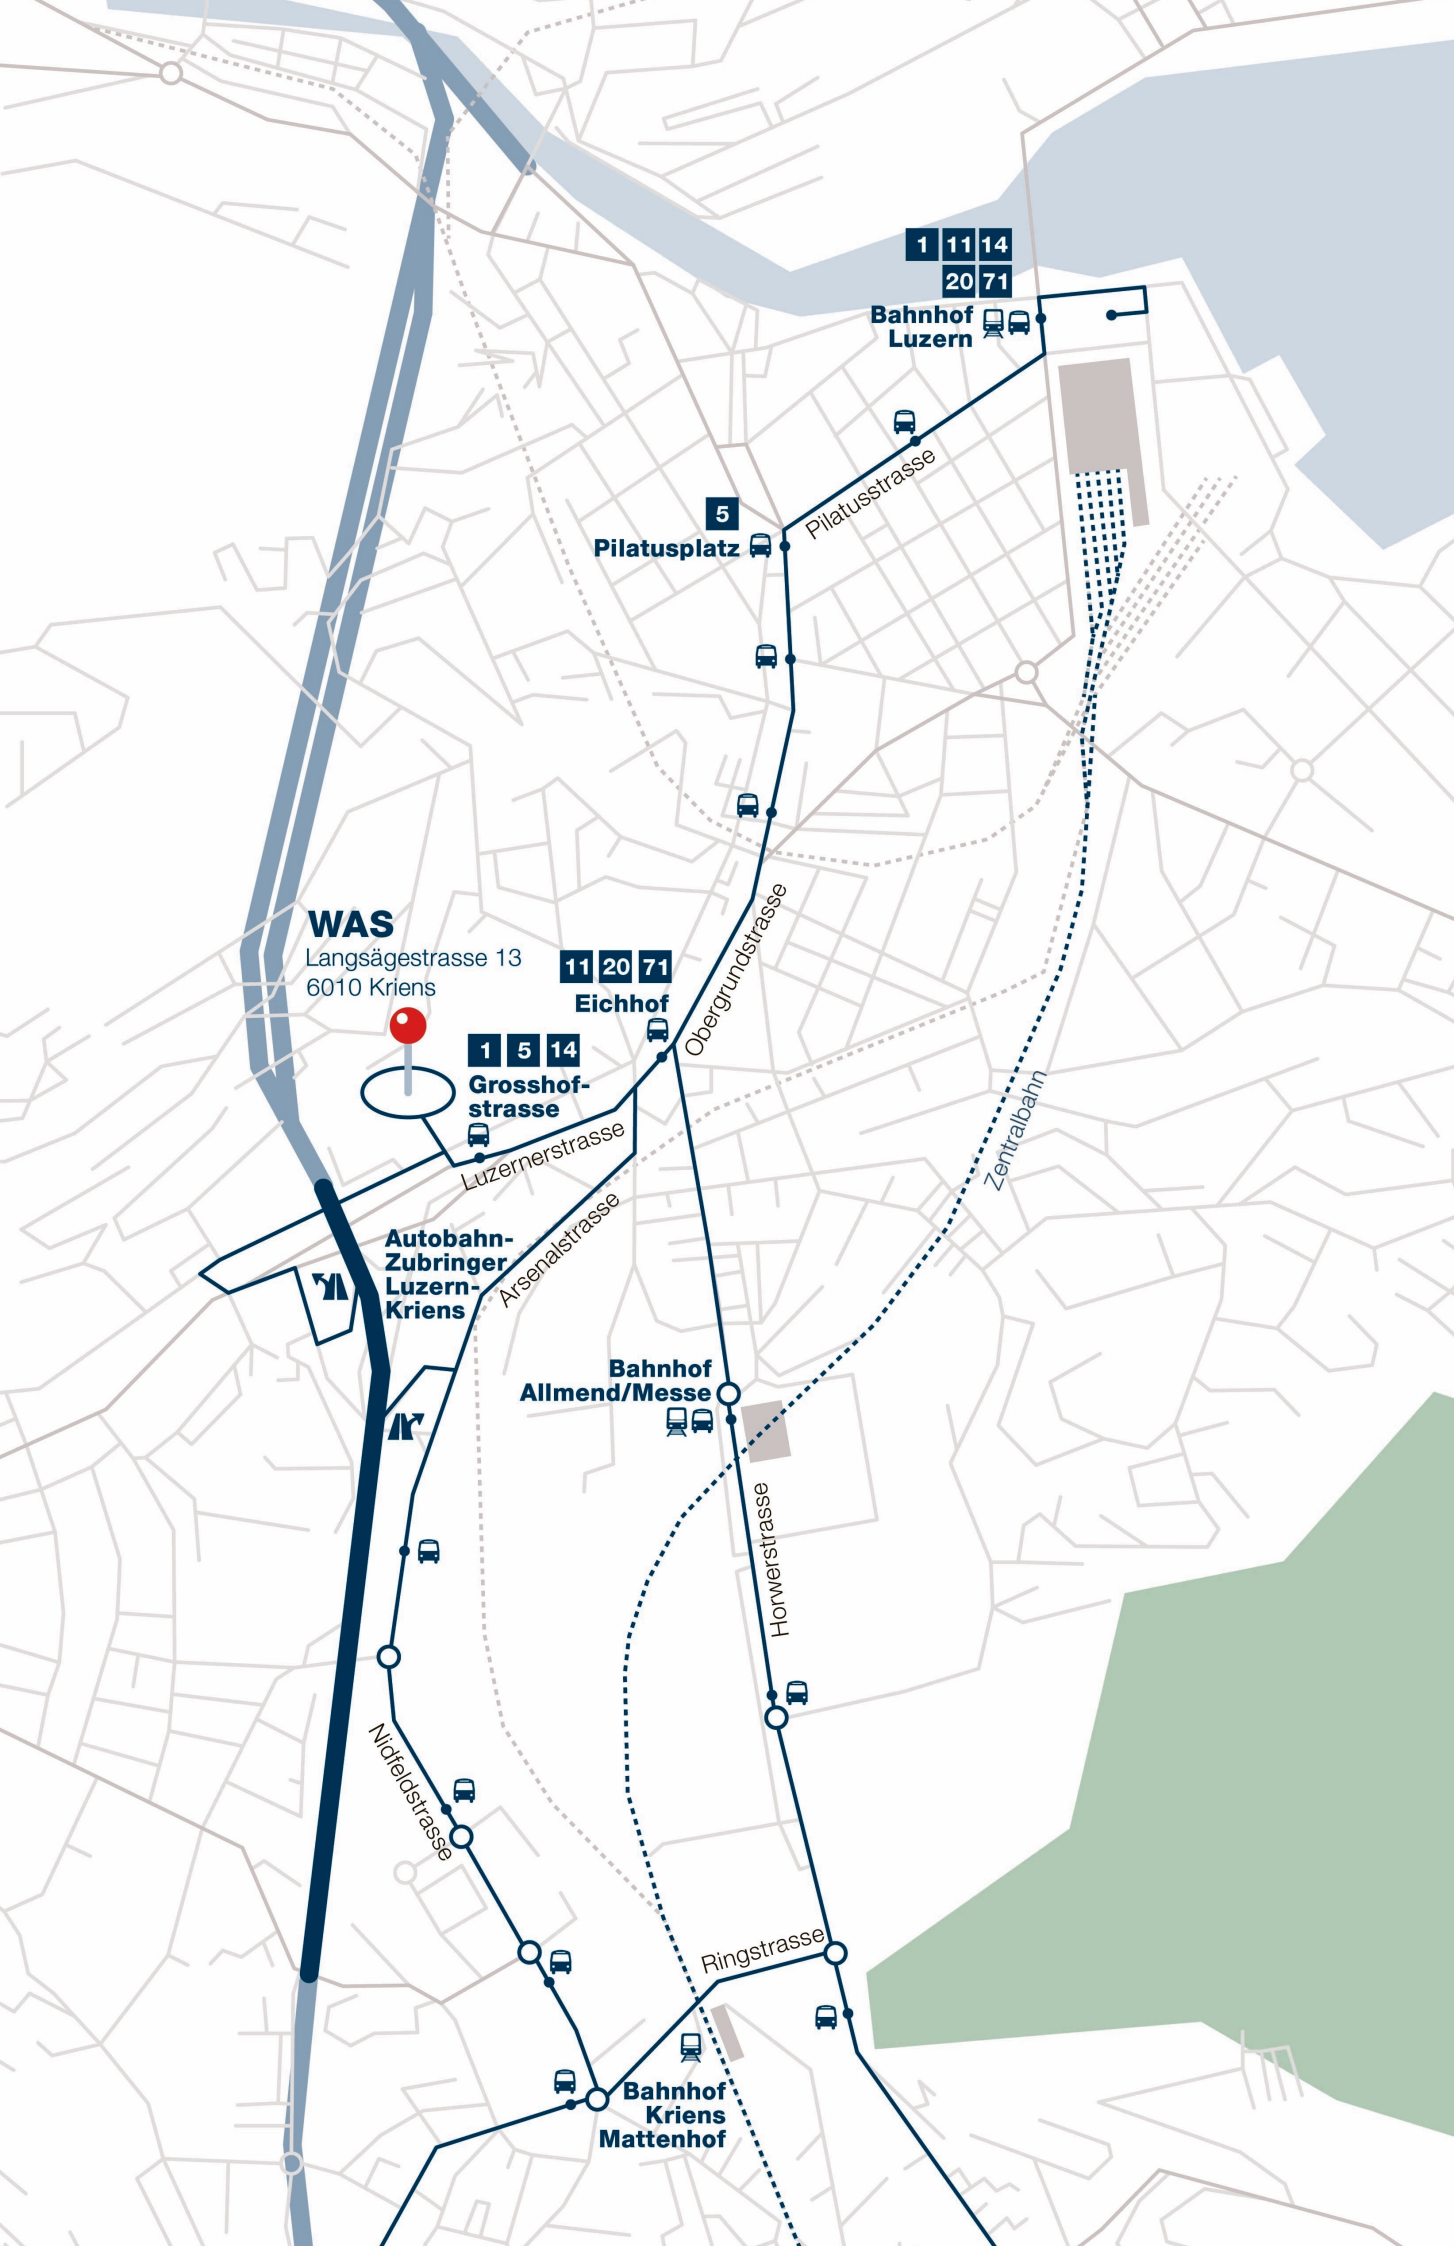 1 11 14
20 71
Bahnhof
Luzern
Pilatusstrasse
5
Pilatusplatz
Obergrundstrasse
WAS
Langsägestrasse 13
6010 Kriens
11 20 71
Eichhof
1 5 14
Grosshof-
strasse
Luzernerstrasse
Zentralbahn
Arsenalstrasse
Autobahn-
Zubringer
Luzern-
Kriens
Bahnhof
Allmend/Messe
Horwerstrasse
Nidfeldstrasse
Ringstrasse
Bahnhof
Kriens
Mattenhof